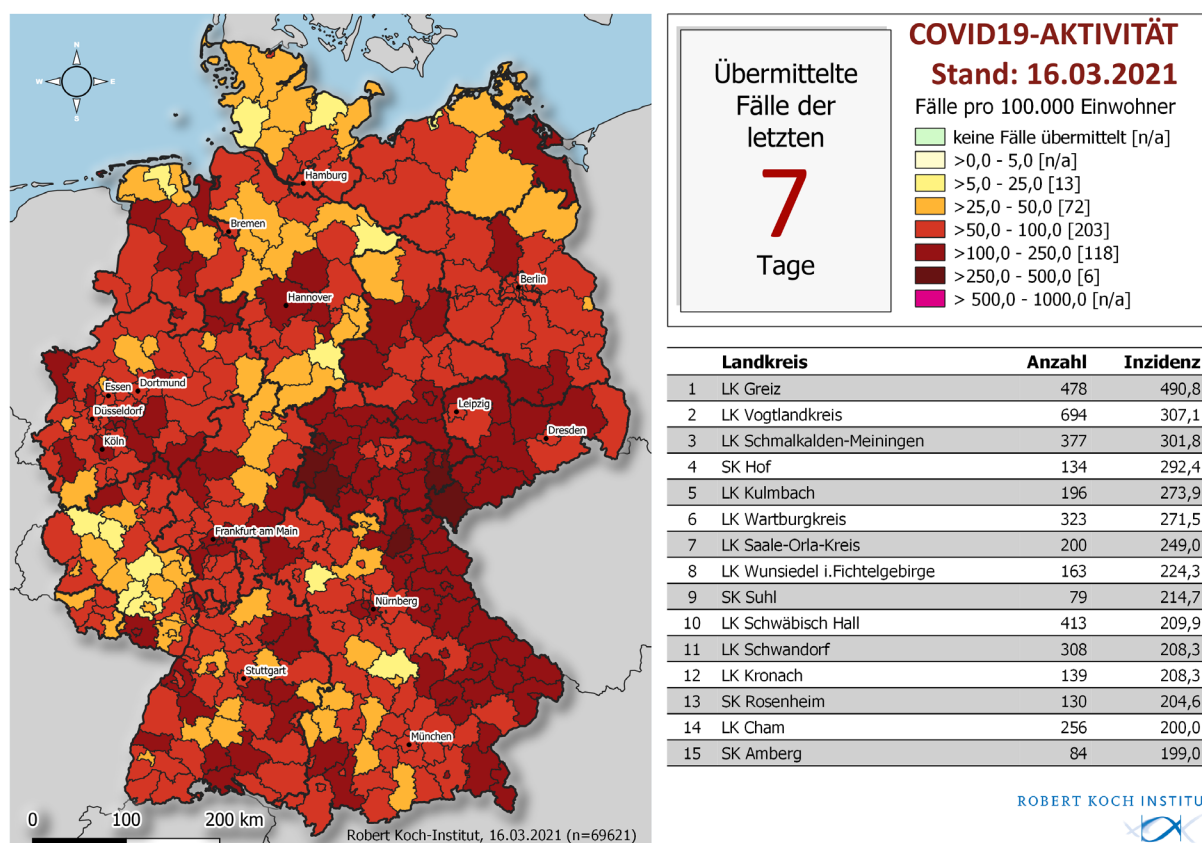 N
W E
S
Hamburg
Bremen
Berlin
Hannover
Essen
Dortmund
Düsseldorf
Leipzig
Köln
Dresden
Frankfurt am Main
Nürnberg
Stuttgart
München
0 100 200 km
Robert Koch-Institut, 16.03.2021 (n=69621)
Übermittelte
Fälle der
letzten
7
Tage
COVID19-AKTIVITÄT
Stand: 16.03.2021
Fälle pro 100.000 Einwohner
keine Fälle übermittelt [n/a]
>0,0 - 5,0 [n/a]
>5,0 - 25,0 [13]
>25,0 - 50,0 [72]
>50,0 - 100,0 [203]
>100,0 - 250,0 [118]
>250,0 - 500,0 [6]
> 500,0 - 1000,0 [n/a]
Landkreis Anzahl Inzidenz
1 LK Greiz 478 490,8
2 LK Vogtlandkreis 694 307,1
3 LK Schmalkalden-Meiningen 377 301,8
4 SK Hof 134 292,4
5 LK Kulmbach 196 273,9
6 LK Wartburgkreis 323 271,5
7 LK Saale-Orla-Kreis 200 249,0
8 LK Wunsiedel i.Fichtelgebirge 163 224,3
9 SK Suhl 79 214,7
10 LK Schwäbisch Hall 413 209,9
11 LK Schwandorf 308 208,3
12 LK Kronach 139 208,3
13 SK Rosenheim 130 204,6
14 LK Cham 256 200,0
15 SK Amberg 84 199,0
ROBERT KOCH INSTITU